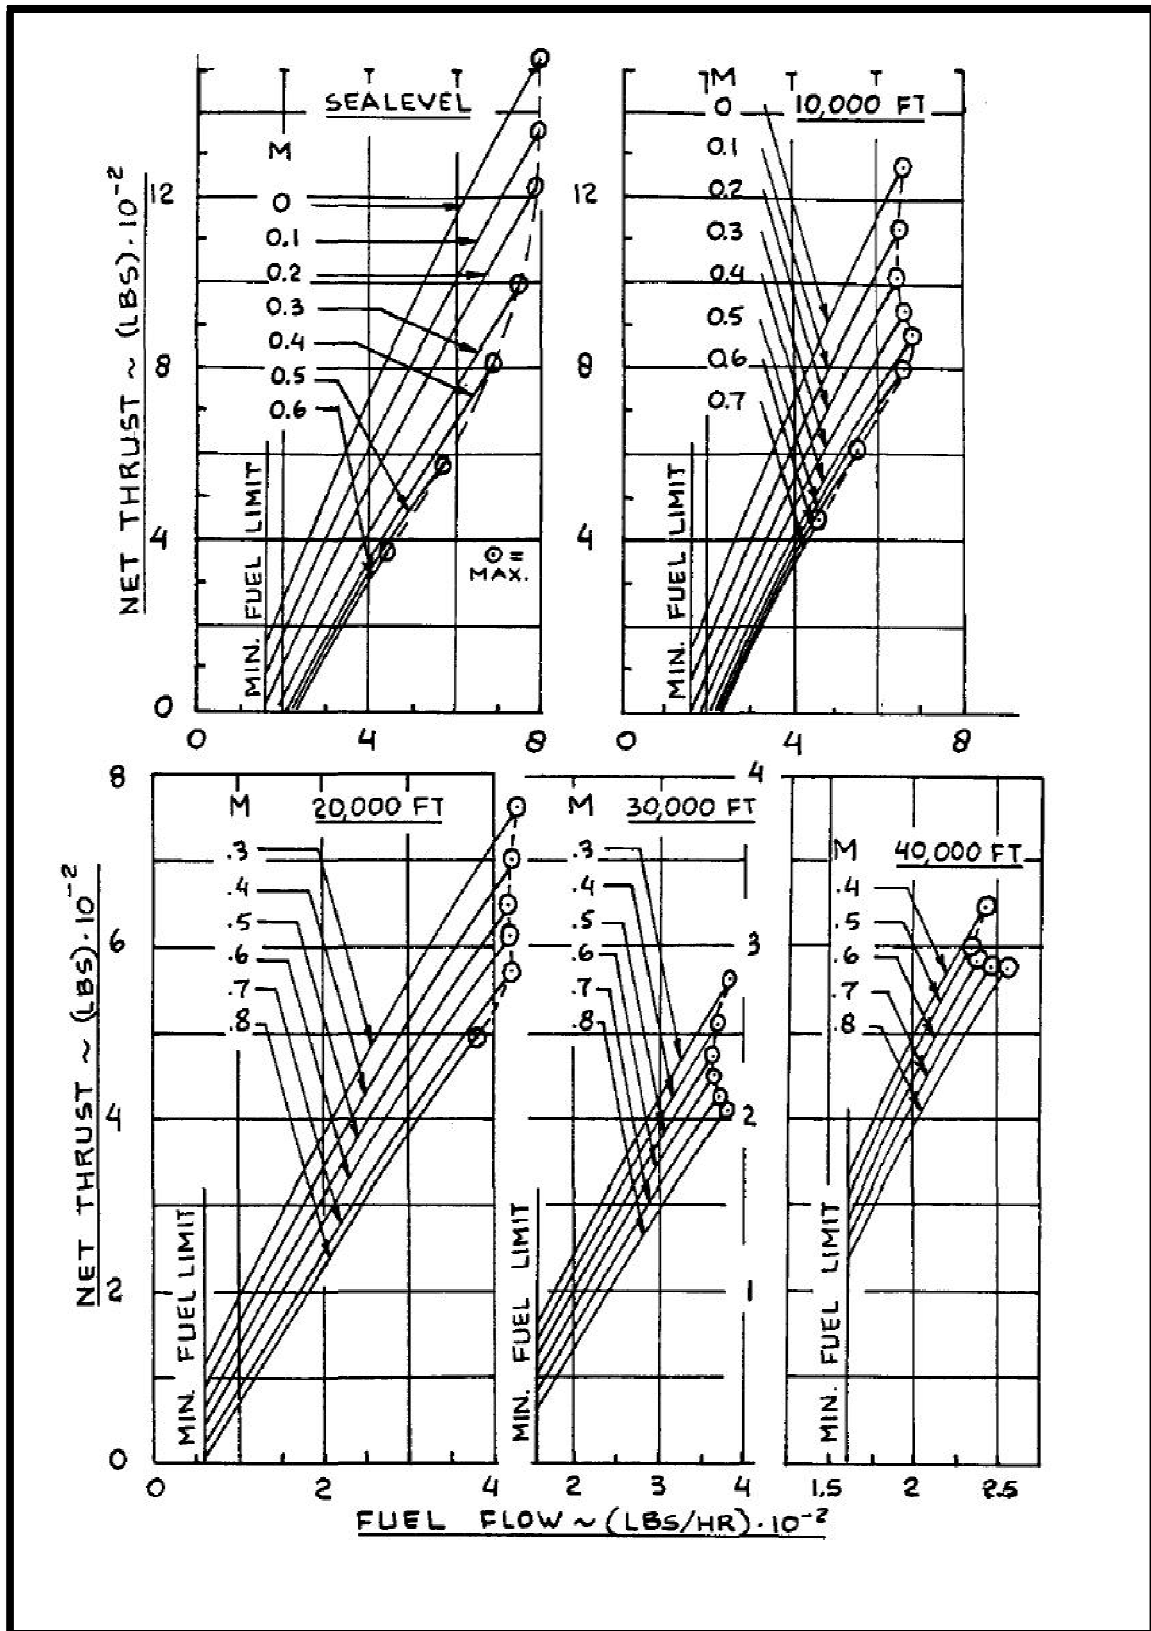 SEALEVEL
M
0
0.1
0.2
0.3
0.4
0.5
0.6
MIN. FUEL LIMIT
⊙ =
MAX.
NET THRUST ~ (LBS)·10⁻²
12
8
4
0
0 4 8
M
10,000 FT
0
0.1
0.2
0.3
0.4
0.5
0.6
0.7
MIN. FUEL LIMIT
12
8
4
0 4 8
M 20,000 FT
.3
.4
.5
.6
.7
.8
MIN. FUEL LIMIT
NET THRUST ~ (LBS)·10⁻²
8
6
4
2
0
0 2 4
M 30,000 FT
.3
.4
.5
.6
.7
.8
MIN. FUEL LIMIT
2 3 4
4
3
2
1
M 40,000 FT
.4
.5
.6
.7
.8
MIN. FUEL LIMIT
1.5 2 2.5
FUEL FLOW ~ (LBS/HR)·10⁻²